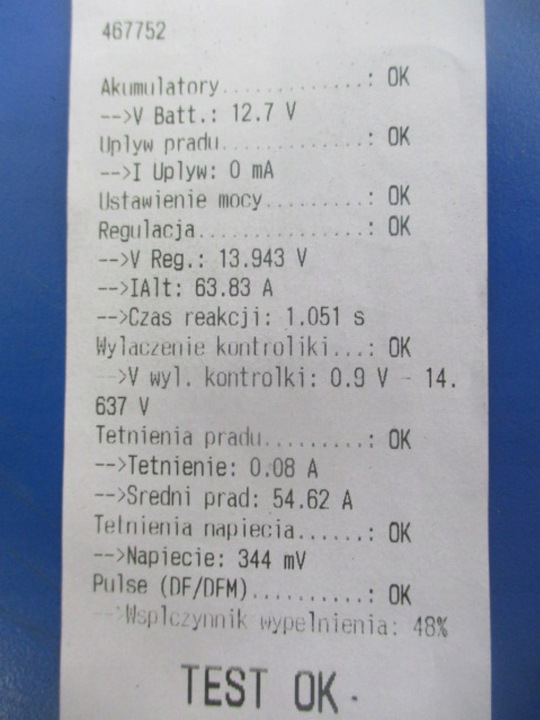 467752
Akumulatory..............: OK
-->V Batt.: 12.7 V
Uplyw pradu..............: OK
-->I Uplyw: 0 mA
Ustawienie mocy..........: OK
Regulacja................: OK
-->V Reg.: 13.943 V
-->IAlt: 63.83 A
-->Czas reakcji: 1.051 s
Wylaczenie kontroliki...: OK
-->V wyl. kontrolki: 0.9 V - 14.
637 V
Tetnienia pradu.........: OK
-->Tetnienie: 0.08 A
-->Sredni prad: 54.62 A
Tetnienia napiecia......: OK
-->Napiecie: 344 mV
Pulse (DF/DFM)..........: OK
-->Wsplczynnik wypelnienia: 48%
TEST OK.